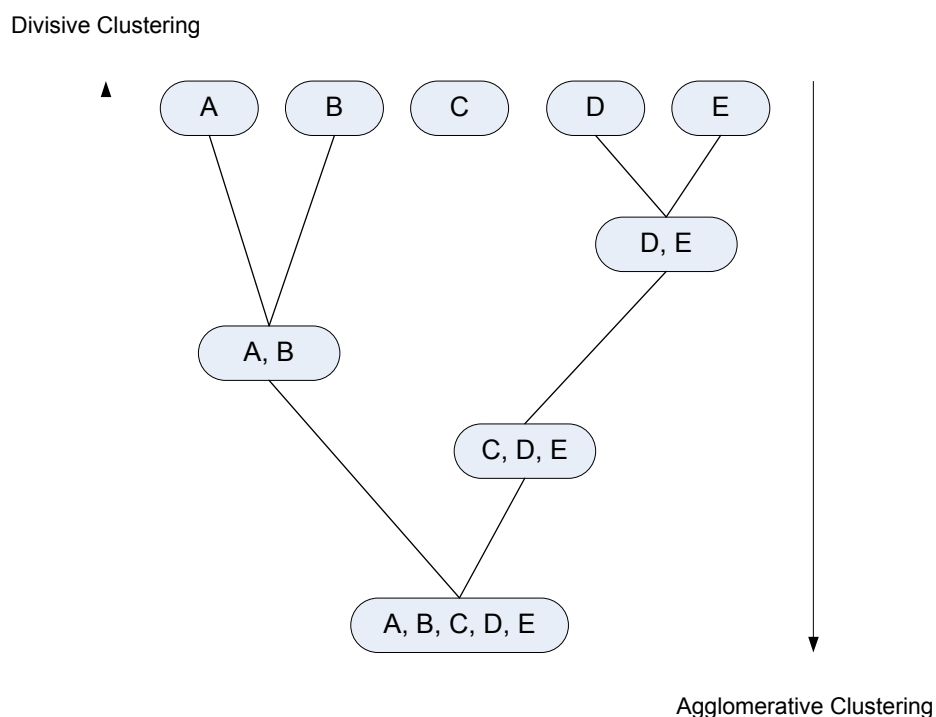 Divisive Clustering
A
B
C
D
E
D, E
A, B
C, D, E
A, B, C, D, E
Agglomerative Clustering